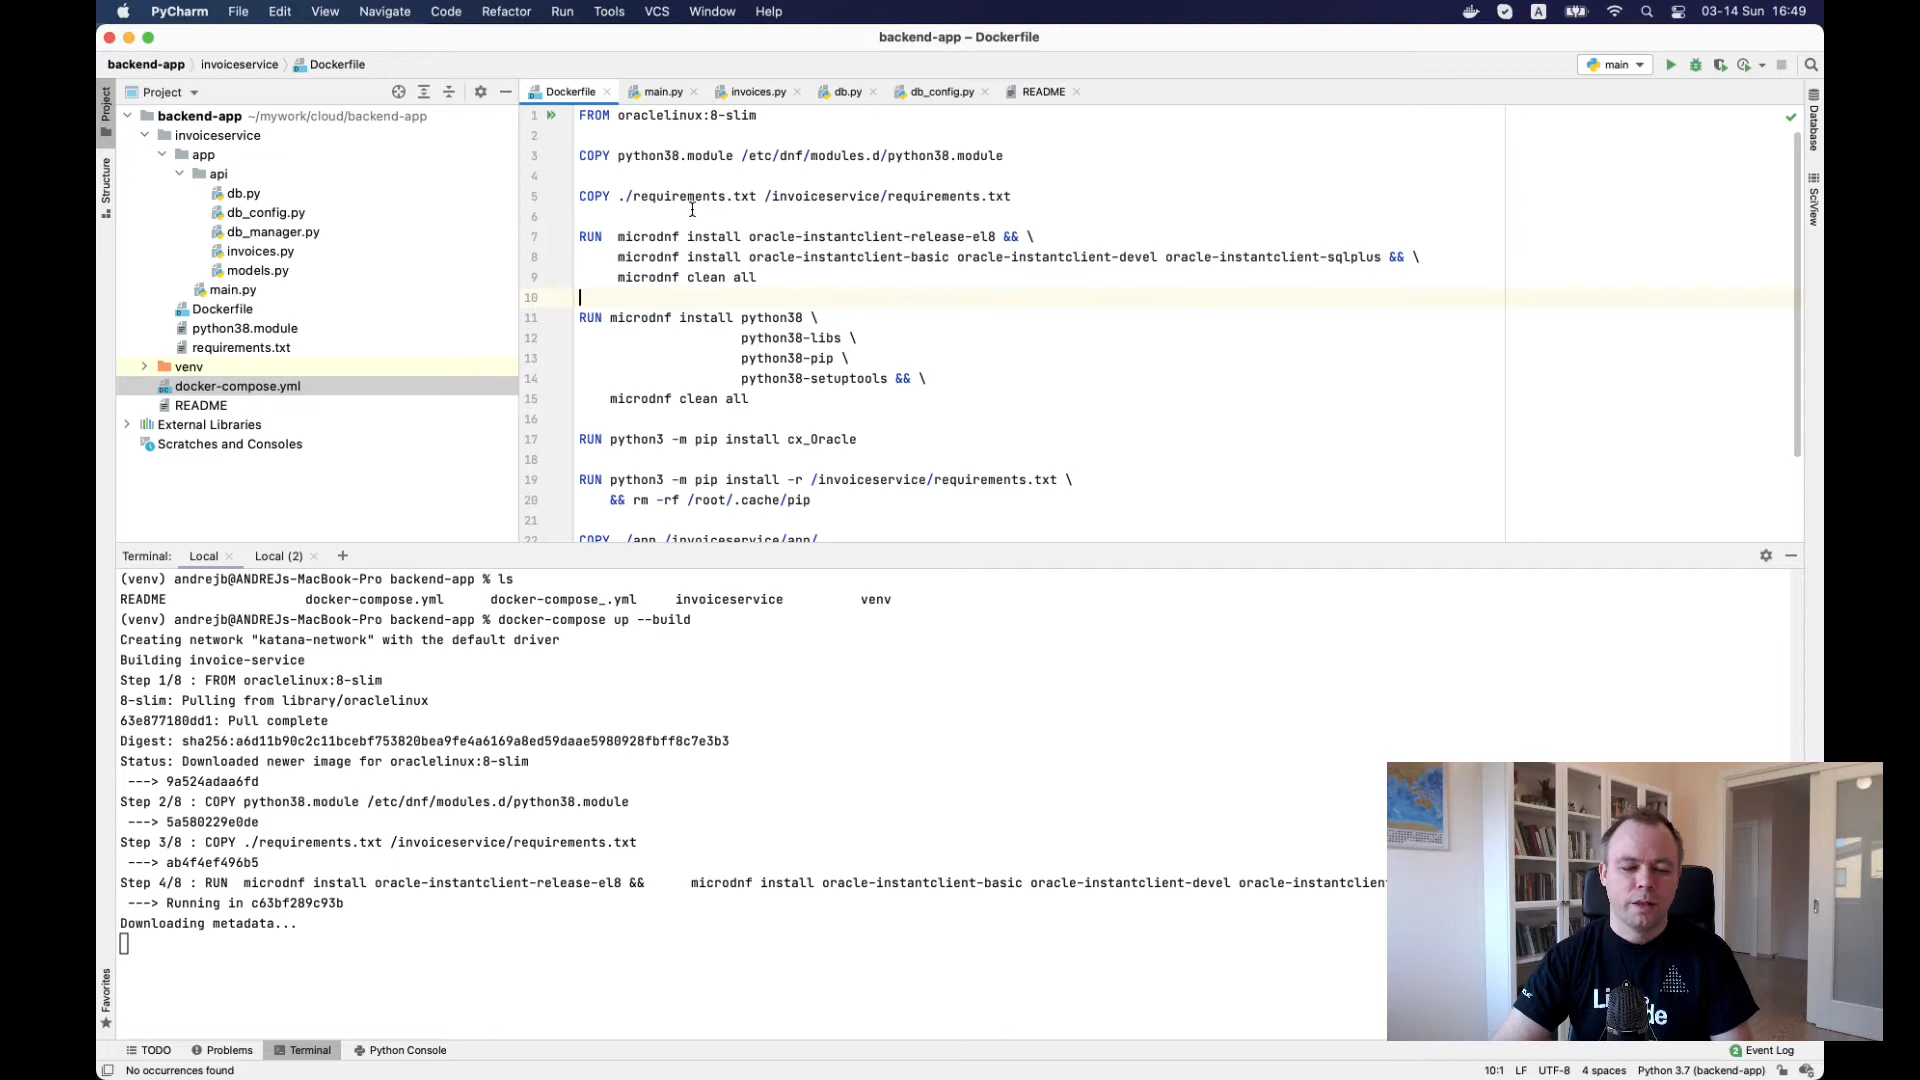 PyCharm File Edit View Navigate Code Refactor Run Tools VCS Window Help A 03-14 Sun 16:49
backend-app – Dockerfile
backend-app invoiceservice Dockerfile main
Project
Dockerfile main.py invoices.py db.py db_config.py README
Project
Structure
Favorites
Database
SciView
backend-app ~/mywork/cloud/backend-app
invoiceservice
app
api
db.py
db_config.py
db_manager.py
invoices.py
models.py
main.py
Dockerfile
python38.module
requirements.txt
venv
docker-compose.yml
README
External Libraries
Scratches and Consoles
1 FROM oraclelinux:8-slim
2
3 COPY python38.module /etc/dnf/modules.d/python38.module
4
5 COPY ./requirements.txt /invoiceservice/requirements.txt
6
7 RUN microdnf install oracle-instantclient-release-el8 && \
8 microdnf install oracle-instantclient-basic oracle-instantclient-devel oracle-instantclient-sqlplus && \
9 microdnf clean all
10
11 RUN microdnf install python38 \
12 python38-libs \
13 python38-pip \
14 python38-setuptools && \
15 microdnf clean all
16
17 RUN python3 -m pip install cx_Oracle
18
19 RUN python3 -m pip install -r /invoiceservice/requirements.txt \
20 && rm -rf /root/.cache/pip
21
22 COPY ./app /invoiceservice/app/
Terminal: Local Local (2) +
(venv) andrejb@ANDREJs-MacBook-Pro backend-app % ls
README docker-compose.yml docker-compose_.yml invoiceservice venv
(venv) andrejb@ANDREJs-MacBook-Pro backend-app % docker-compose up --build
Creating network "katana-network" with the default driver
Building invoice-service
Step 1/8 : FROM oraclelinux:8-slim
8-slim: Pulling from library/oraclelinux
63e877180dd1: Pull complete
Digest: sha256:a6d11b90c2c11bcebf753820bea9fe4a6169a8ed59daae5980928fbff8c7e3b3
Status: Downloaded newer image for oraclelinux:8-slim
---> 9a524adaa6fd
Step 2/8 : COPY python38.module /etc/dnf/modules.d/python38.module
---> 5a580229e0de
Step 3/8 : COPY ./requirements.txt /invoiceservice/requirements.txt
---> ab4f4ef496b5
Step 4/8 : RUN microdnf install oracle-instantclient-release-el8 && microdnf install oracle-instantclient-basic oracle-instantclient-devel oracle-instantclient
---> Running in c63bf289c93b
Downloading metadata...
TODO Problems Terminal Python Console 2 Event Log
No occurrences found 10:1 LF UTF-8 4 spaces Python 3.7 (backend-app)